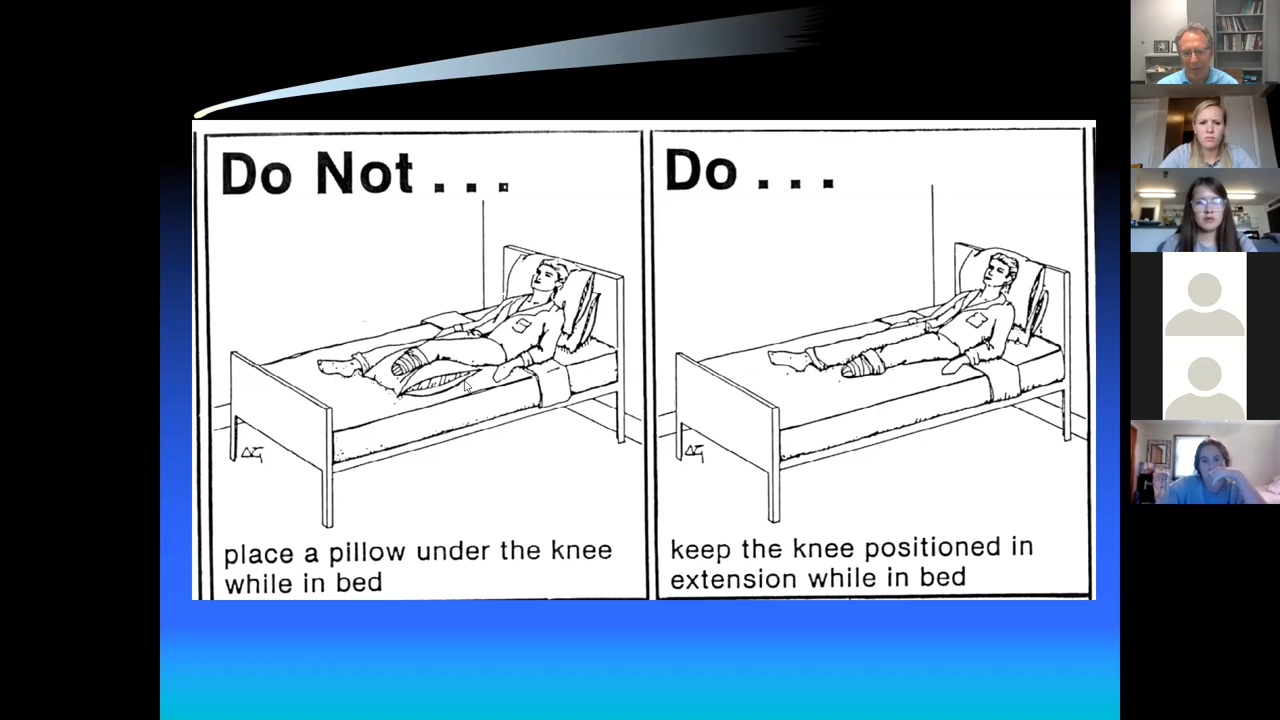 Do Not . . .
place a pillow under the knee
while in bed
Do . . .
keep the knee positioned in
extension while in bed